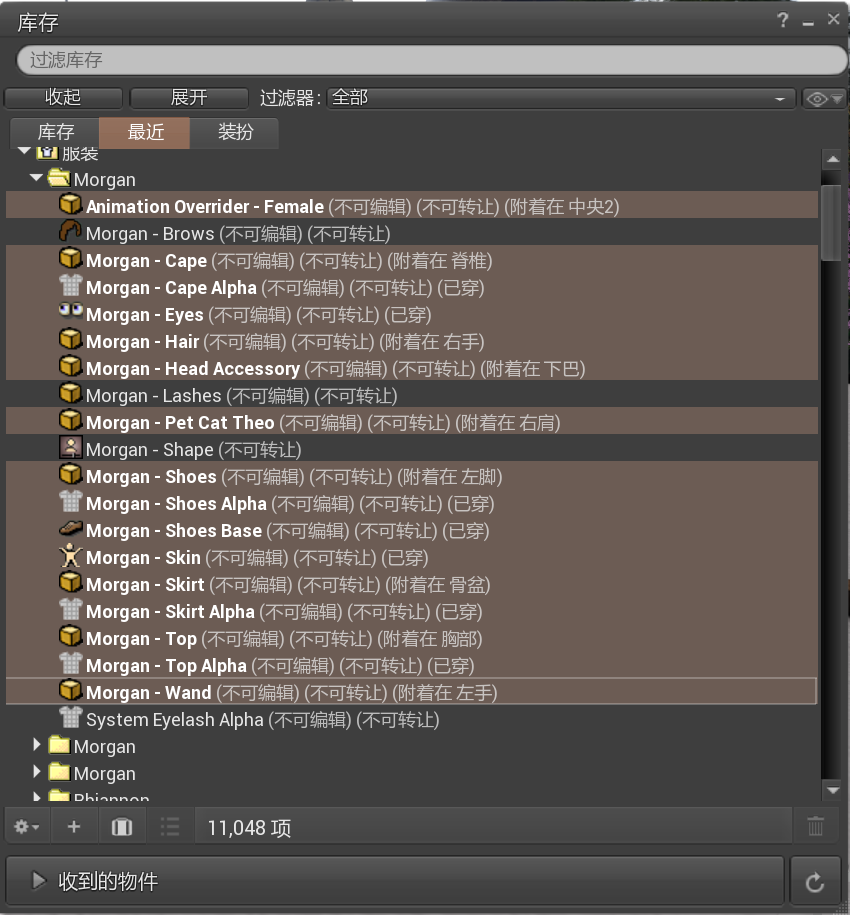 库存
?
过滤库存
收起 展开 过滤器: 全部
库存 最近 装扮
服装
Morgan
Animation Overrider - Female (不可编辑) (不可转让) (附着在 中央2)
Morgan - Brows (不可编辑) (不可转让)
Morgan - Cape (不可编辑) (不可转让) (附着在 脊椎)
Morgan - Cape Alpha (不可编辑) (不可转让) (已穿)
Morgan - Eyes (不可编辑) (不可转让) (已穿)
Morgan - Hair (不可编辑) (不可转让) (附着在 右手)
Morgan - Head Accessory (不可编辑) (不可转让) (附着在 下巴)
Morgan - Lashes (不可编辑) (不可转让)
Morgan - Pet Cat Theo (不可编辑) (不可转让) (附着在 右肩)
Morgan - Shape (不可转让)
Morgan - Shoes (不可编辑) (不可转让) (附着在 左脚)
Morgan - Shoes Alpha (不可编辑) (不可转让) (已穿)
Morgan - Shoes Base (不可编辑) (不可转让) (已穿)
Morgan - Skin (不可编辑) (不可转让) (已穿)
Morgan - Skirt (不可编辑) (不可转让) (附着在 骨盆)
Morgan - Skirt Alpha (不可编辑) (不可转让) (已穿)
Morgan - Top (不可编辑) (不可转让) (附着在 胸部)
Morgan - Top Alpha (不可编辑) (不可转让) (已穿)
Morgan - Wand (不可编辑) (不可转让) (附着在 左手)
System Eyelash Alpha (不可编辑) (不可转让)
Morgan
Morgan
Rhiannon
11,048 项
收到的物件